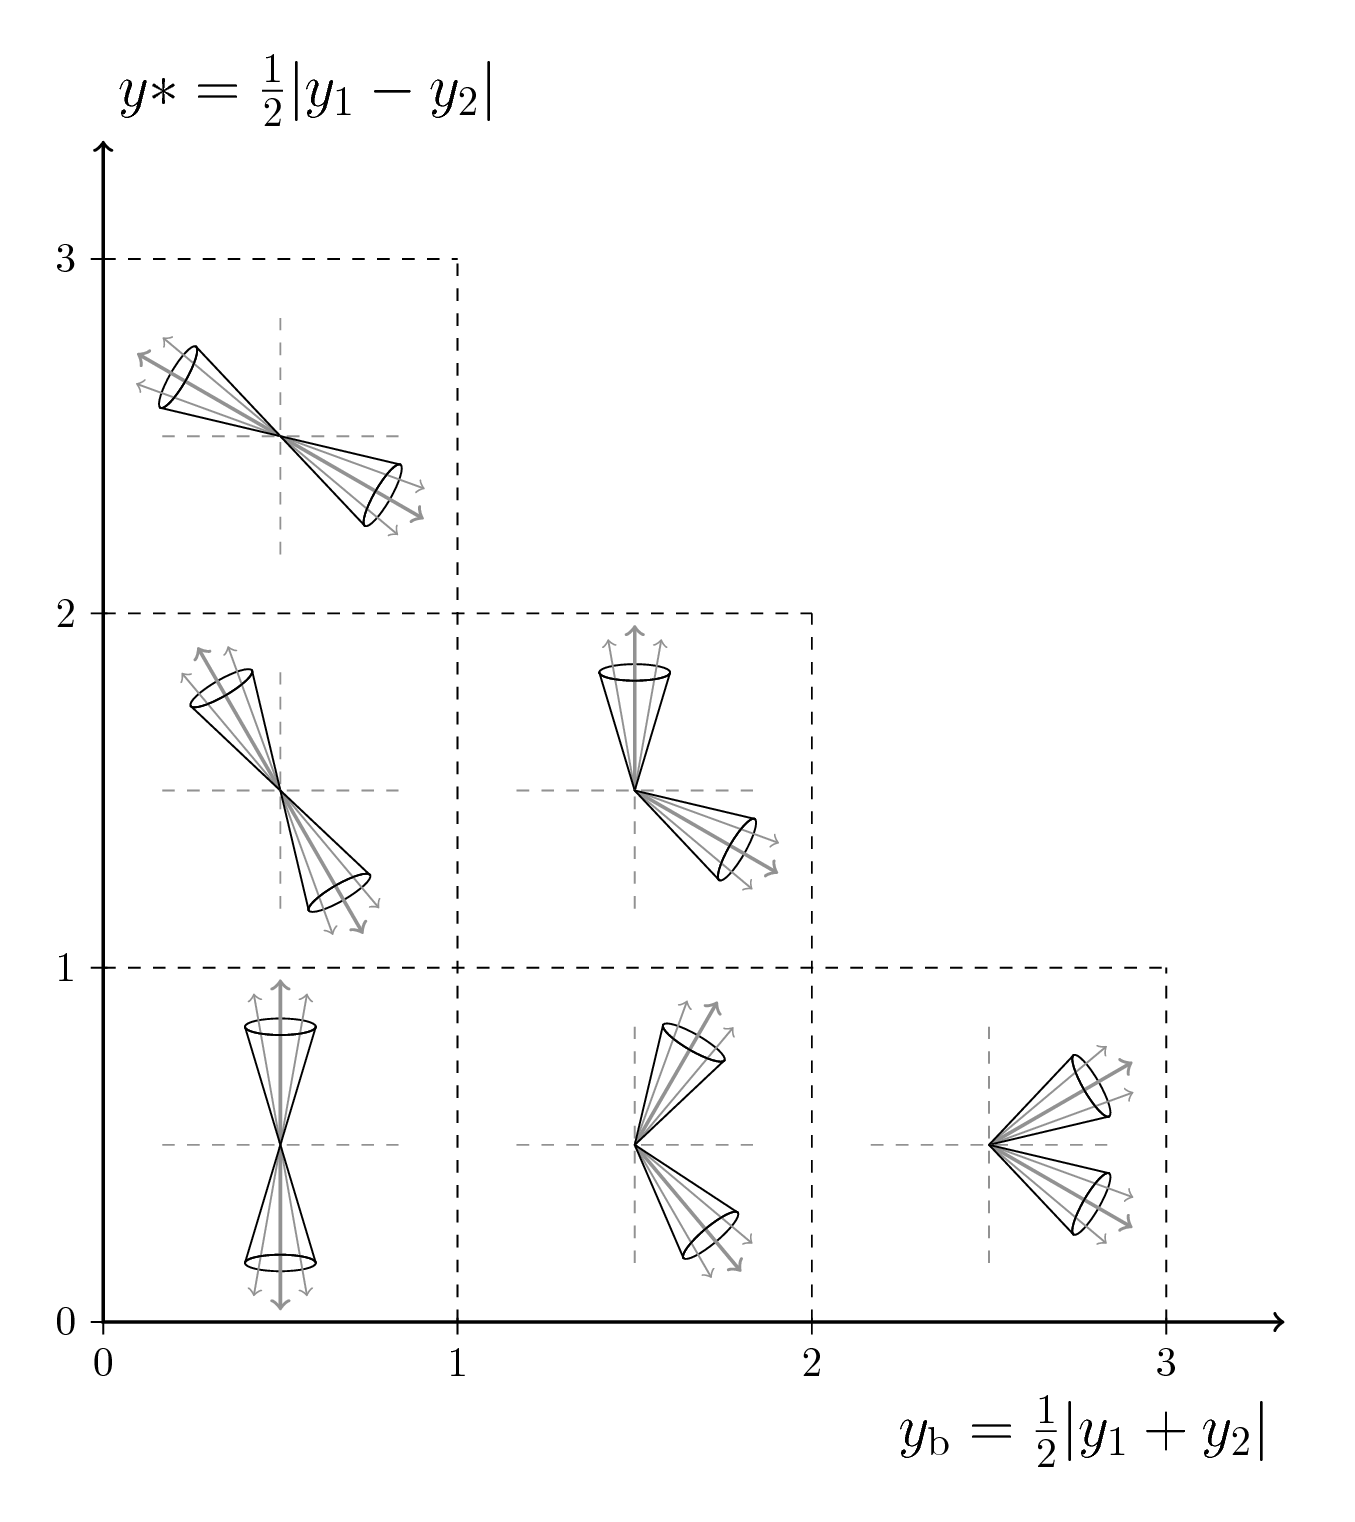 y* = 1/2|y₁ − y₂|
3
2
1
0
0 1 2 3
y_b = 1/2|y₁ + y₂|